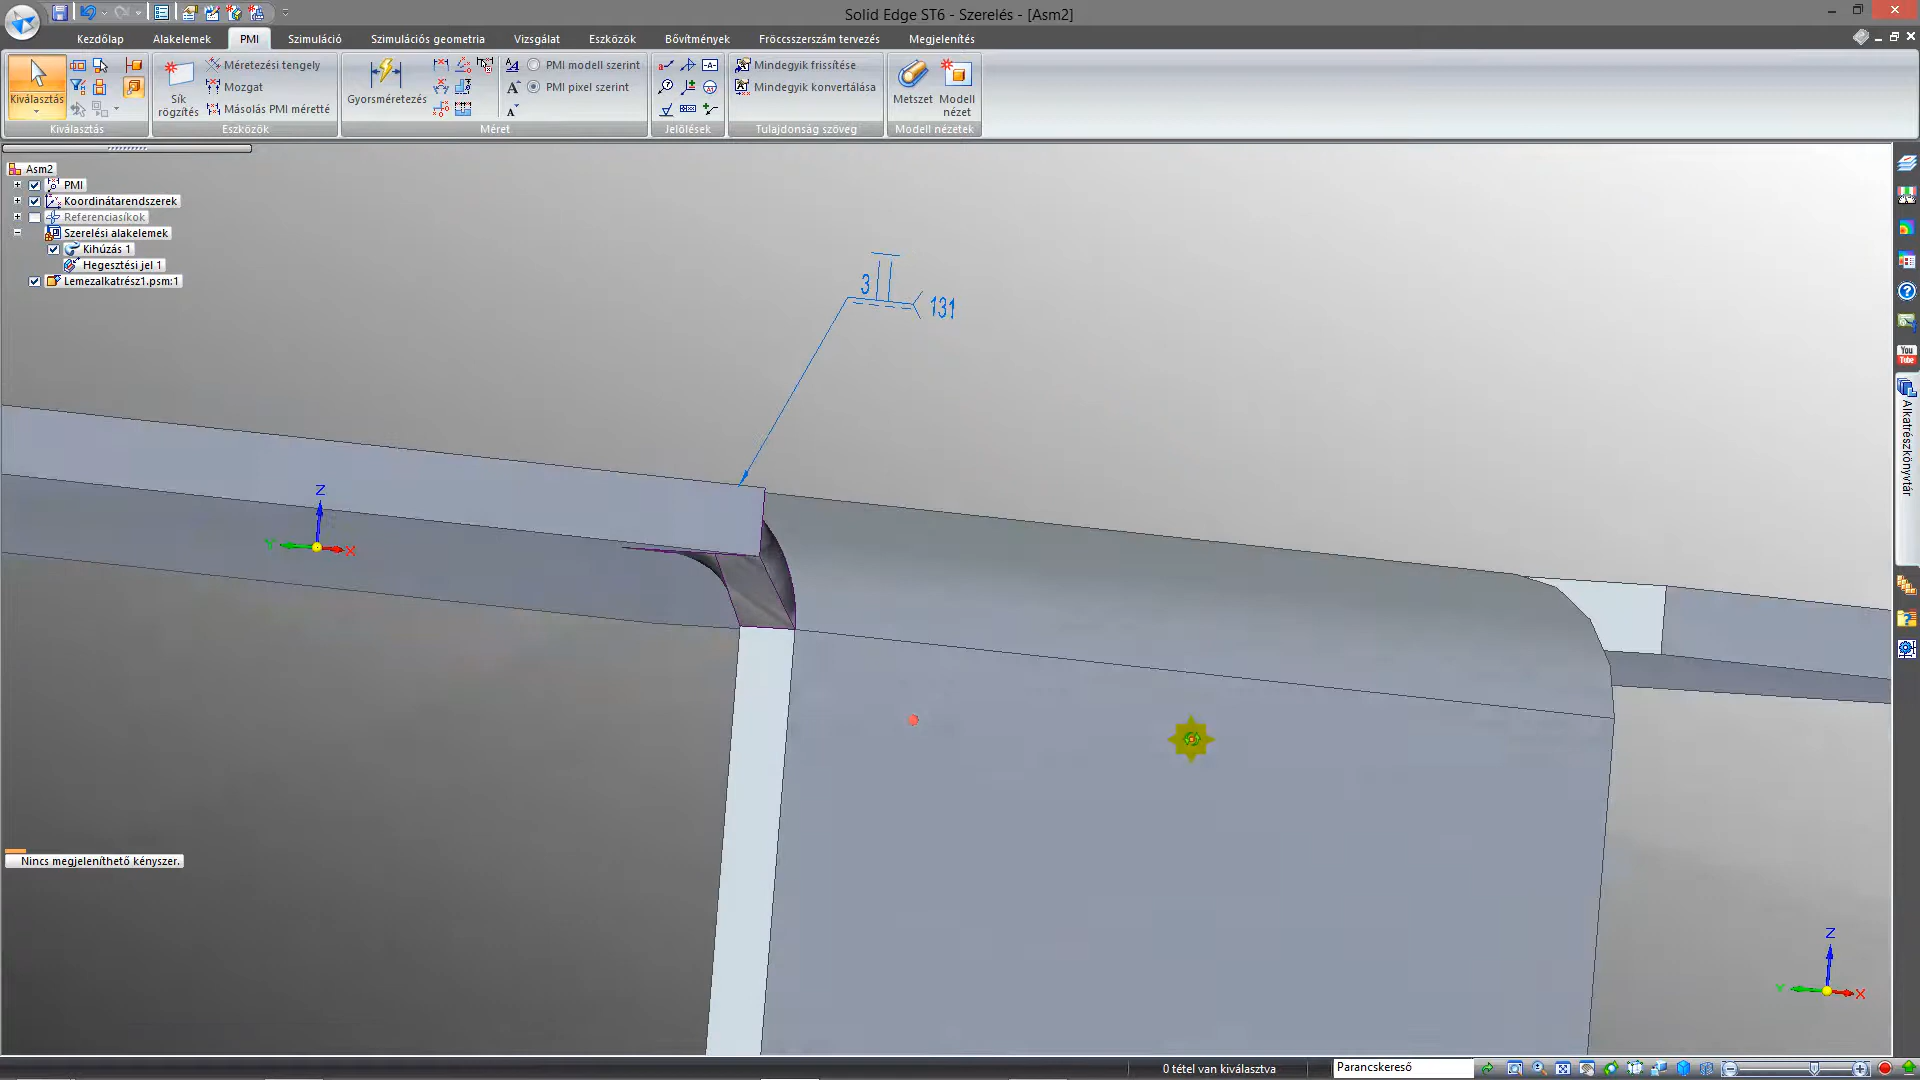 Solid Edge ST6 - Szerelés - [Asm2]
Kezdőlap Alakelemek PMI Szimuláció Szimulációs geometria Vizsgálat Eszközök Bővítmények Fröccsszerszám tervezés Megjelenítés
Kiválasztás
Kiválasztás
Sík rögzítés
Méretezési tengely
Mozgat
Másolás PMI méretté
Eszközök
Gyorsméretezés
PMI modell szerint
PMI pixel szerint
Méret
Jelölések
Mindegyik frissítése
Mindegyik konvertálása
Tulajdonság szöveg
Metszet
Modell nézet
Modell nézetek
Asm2
PMI
Koordinátarendszerek
Referenciasíkok
Szerelési alakelemek
Kihúzás 1
Hegesztési jel 1
Lemezalkatrész1.psm:1
3
131
Z
Y
X
Alkatrészkönyvtár
You Tube
Nincs megjeleníthető kényszer.
Z
Y
X
0 tétel van kiválasztva
Parancskereső